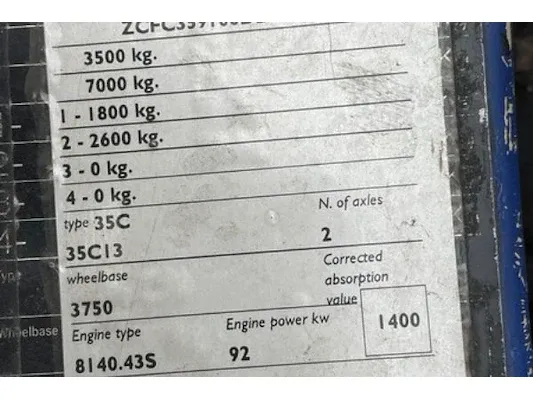 3500 kg.
7000 kg.
1 - 1800 kg.
2 - 2600 kg.
3 - 0 kg.
4 - 0 kg.
type 35C N. of axles
35C13 2
wheelbase Corrected
absorption
3750 value
Engine type Engine power kw 1400
8140.43S 92
Wheelbase